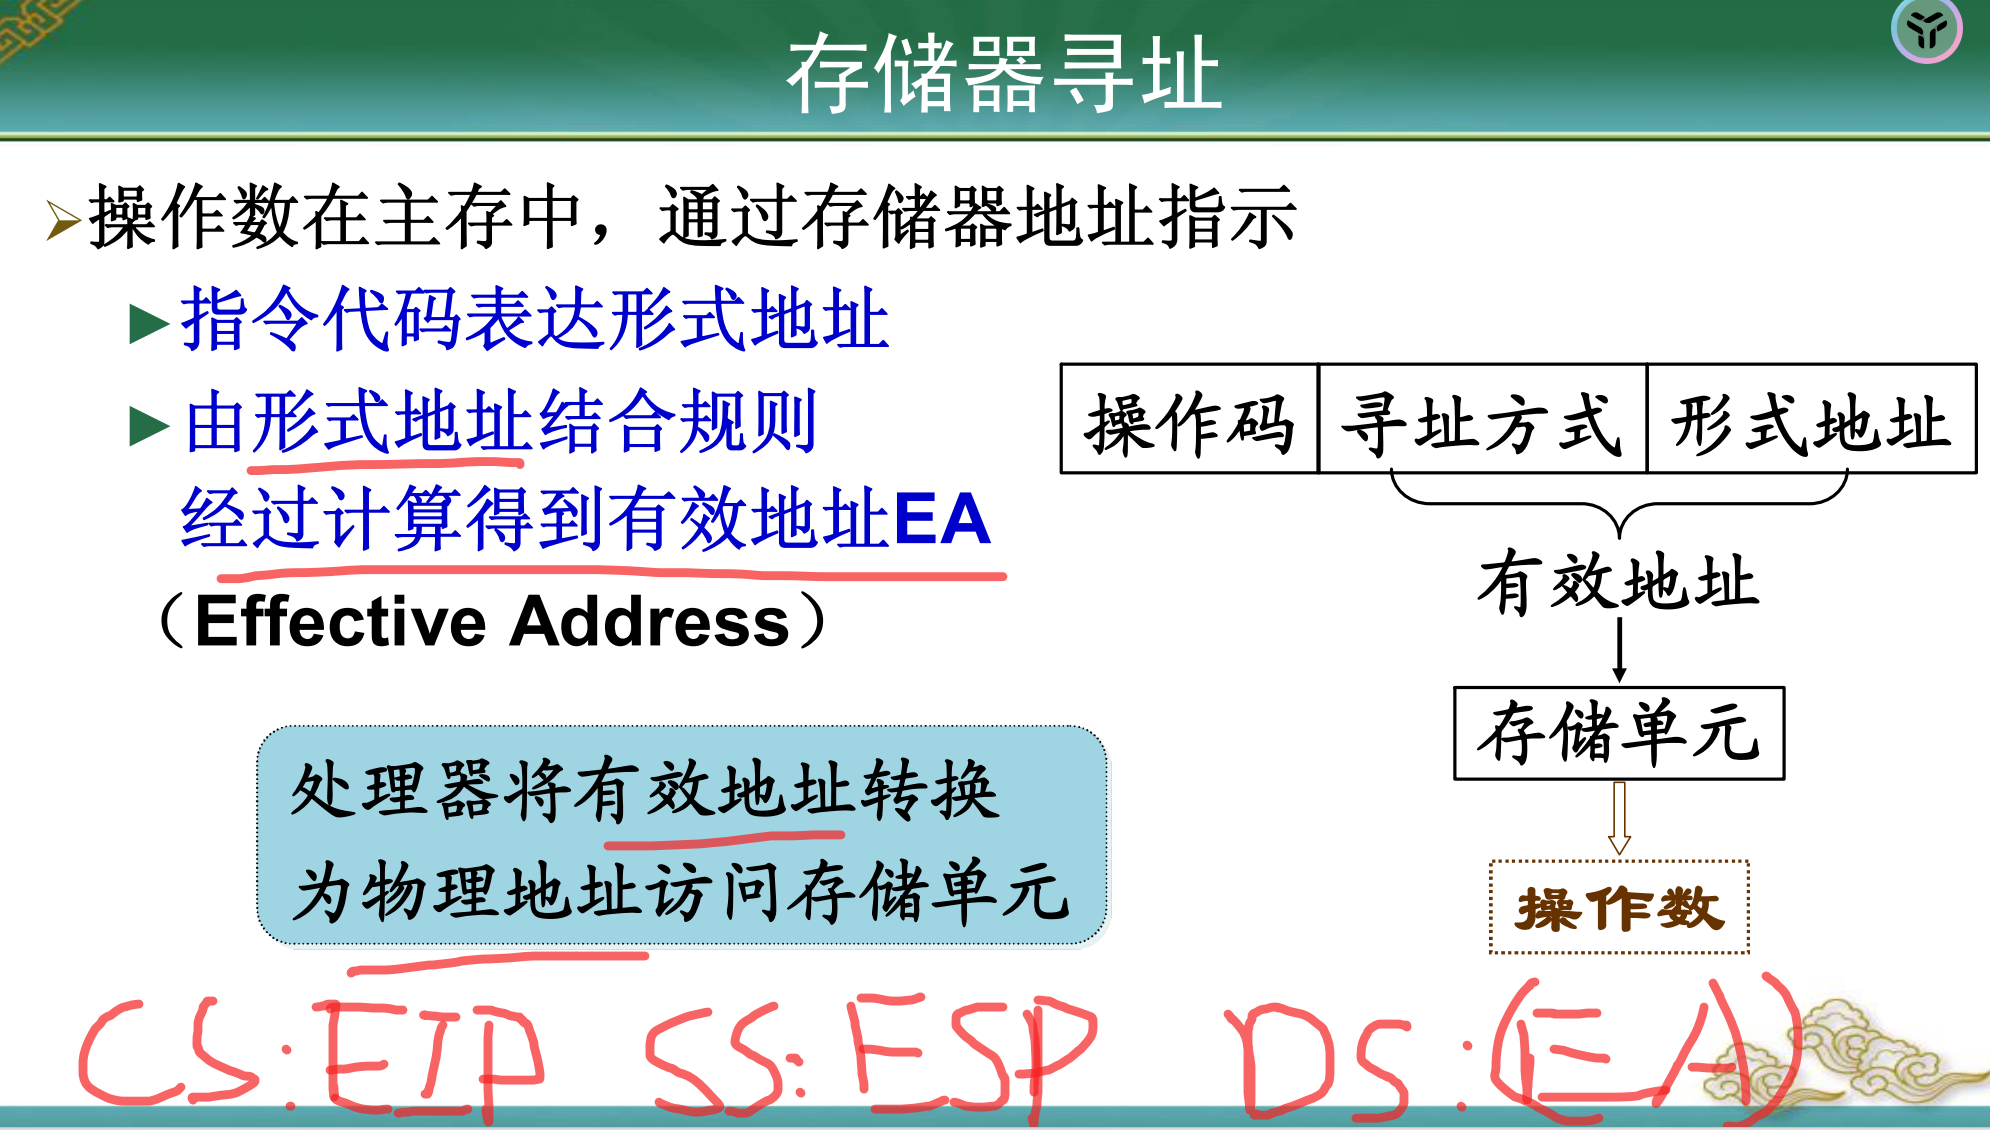 存储器寻址
操作数在主存中，通过存储器地址指示
指令代码表达形式地址
由形式地址结合规则
经过计算得到有效地址EA
（Effective Address）
操作码 寻址方式 形式地址
有效地址
存储单元
操作数
处理器将有效地址转换
为物理地址访问存储单元
CS:EIP SS:ESP DS:(EA)